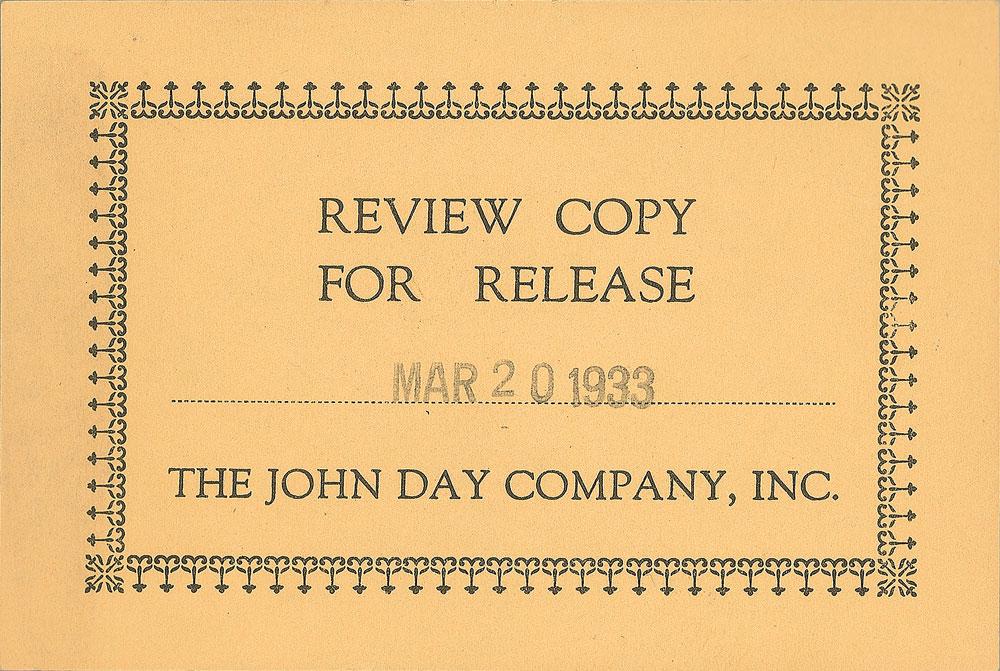 REVIEW COPY
FOR RELEASE
MAR 20 1933
THE JOHN DAY COMPANY, INC.